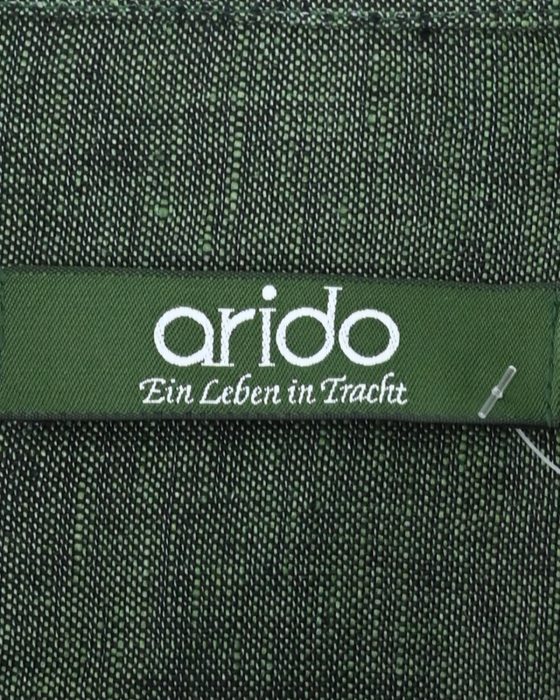 arido
Ein Leben in Tracht